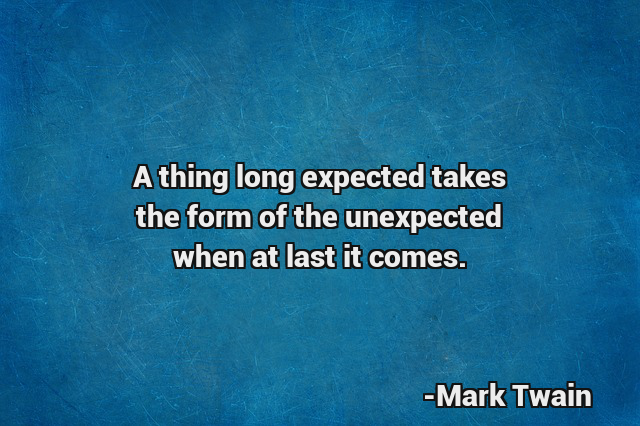 A thing long expected takes
the form of the unexpected
when at last it comes.
-Mark Twain